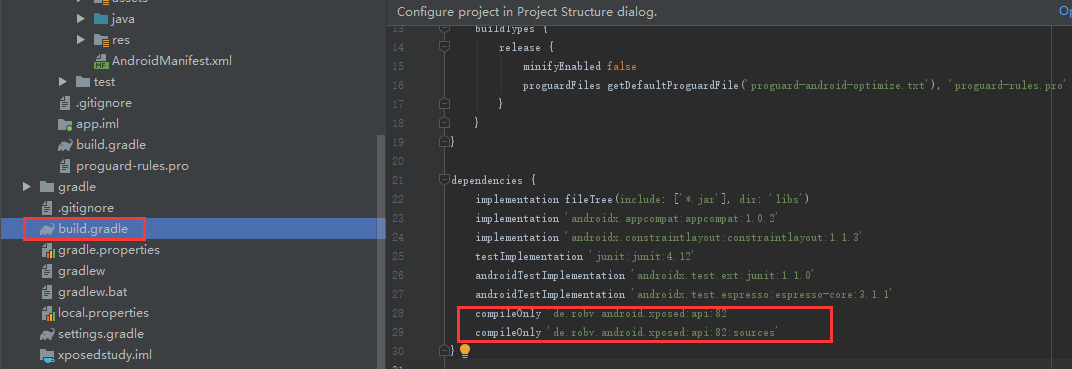 assets
java
res
AndroidManifest.xml
test
.gitignore
app.iml
build.gradle
proguard-rules.pro
gradle
.gitignore
build.gradle
gradle.properties
gradlew
gradlew.bat
local.properties
settings.gradle
xposedstudy.iml
Configure project in Project Structure dialog.
13 buildTypes {
14 release {
15 minifyEnabled false
16 proguardFiles getDefaultProguardFile('proguard-android-optimize.txt'), 'proguard-rules.pro'
17 }
18 }
19 }
20
21 dependencies {
22 implementation fileTree(include: ['*.jar'], dir: 'libs')
23 implementation 'androidx.appcompat:appcompat:1.0.2'
24 implementation 'androidx.constraintlayout:constraintlayout:1.1.3'
25 testImplementation 'junit:junit:4.12'
26 androidTestImplementation 'androidx.test.ext:junit:1.1.0'
27 androidTestImplementation 'androidx.test.espresso:espresso-core:3.1.1'
28 compileOnly 'de.robv.android.xposed:api:82'
29 compileOnly 'de.robv.android.xposed:api:82:sources'
30 }